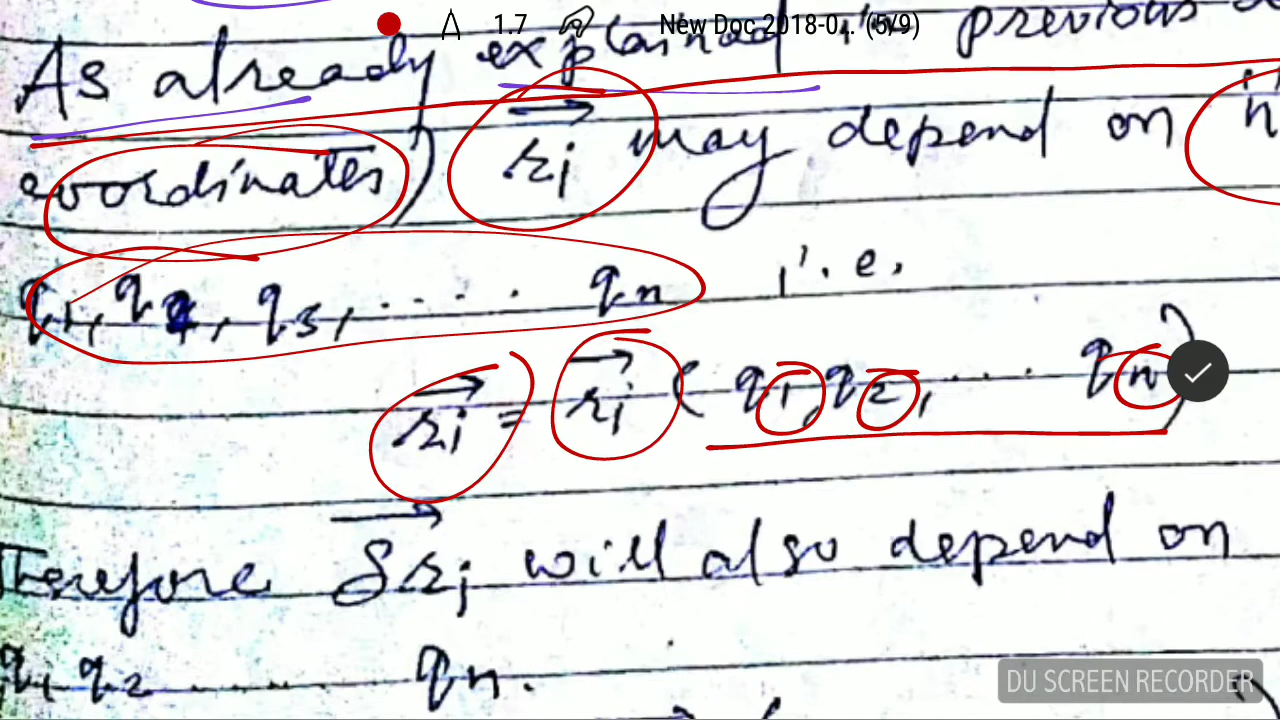 1.7 New Doc 2018-0... (5/9)
As already explained in previous
coordinates) r⃗i may depend on n
q1, q2, q3, ..... qn i.e.
r⃗i = r⃗i (q1, q2, .... qn)
Therefore δr⃗i will also depend on
q1 q2 ........ qn.
DU SCREEN RECORDER